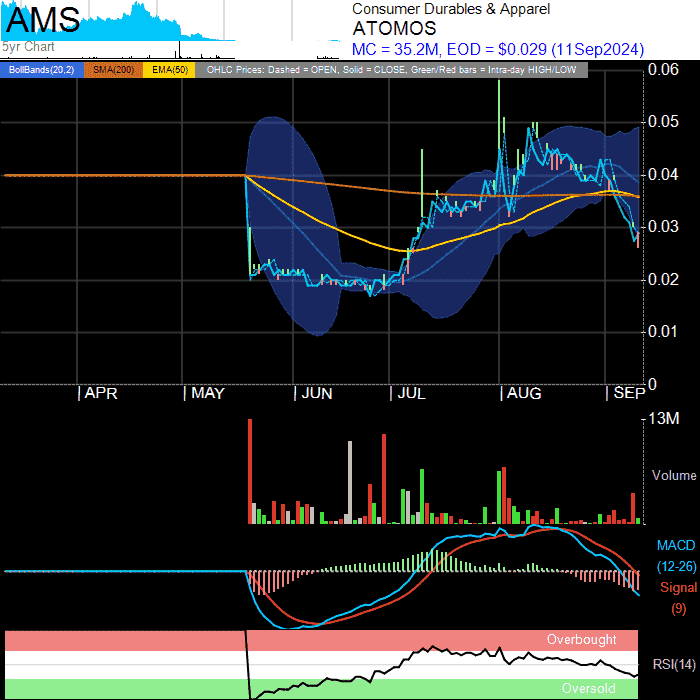 AMS
5yr Chart
Consumer Durables & Apparel
ATOMOS
MC = 35.2M, EOD = $0.029 (11Sep2024)
BollBands(20,2) SMA(200) EMA(50) OHLC Prices: Dashed = OPEN, Solid = CLOSE, Green/Red bars = Intra-day HIGH/LOW
0.06
0.05
0.04
0.03
0.02
0.01
0
APR MAY JUN JUL AUG SEP
13M
Volume
MACD
(12-26)
Signal
(9)
Overbought
RSI(14)
Oversold